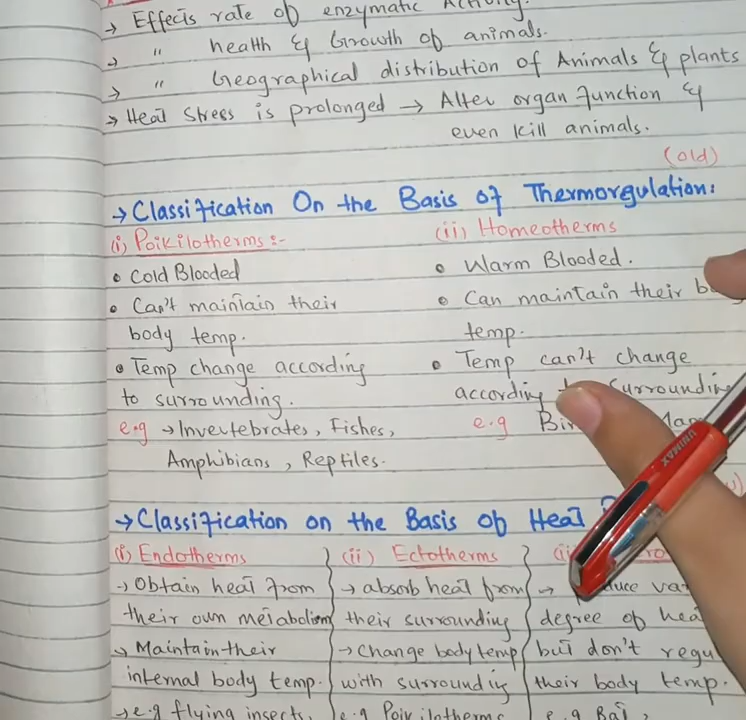 → Effects rate of enzymatic Activity.
→ " health & Growth of animals.
→ " Geographical distribution of Animals & plants
→ Heat stress is prolonged → Alter organ function &
even kill animals.
(old)
→ Classification On the Basis of Thermoregulation:
(i) Poikilotherms :-
• Cold Blooded
• Can't maintain their
body temp.
• Temp change according
to surrounding.
e.g → Invertebrates, Fishes,
Amphibians, Reptiles.
(ii) Homeotherms
• Warm Blooded.
• Can maintain their
temp.
• Temp can't change
according surrounding
e.g
→ Classification on the Basis of Heat
(i) Endotherms
→ Obtain heat from
their own metabolism
→ Maintain their
internal body temp.
→ e.g flying insects,
(ii) Ectotherms
→ absorb heat from
their surrounding
→ Change body temp
with surrounding
e.g Poikilotherms
→
degree of
but don't
their body temp.
e.g Bat,
UNIMAX